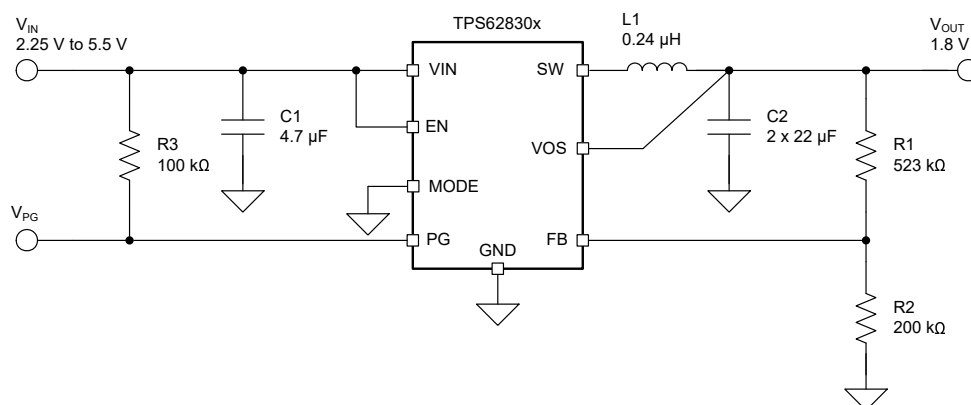 TPS62830x
V_IN
2.25 V to 5.5 V
L1
0.24 µH
V_OUT
1.8 V
VIN
SW
EN
C1
4.7 µF
R3
100 kΩ
VOS
C2
2 x 22 µF
R1
523 kΩ
MODE
V_PG
PG
GND
FB
R2
200 kΩ